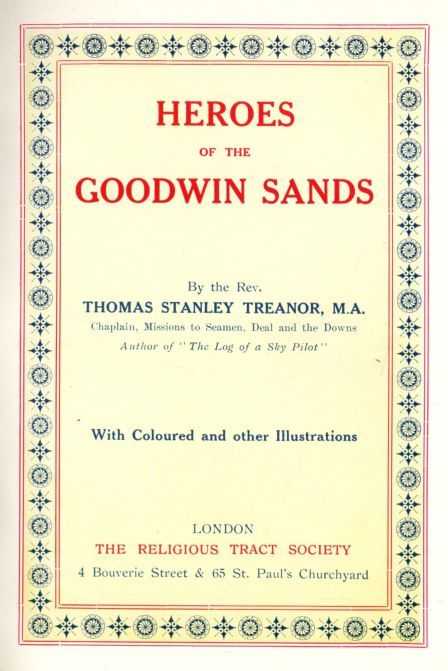 HEROES
OF THE
GOODWIN SANDS
By the Rev.
THOMAS STANLEY TREANOR, M.A.
Chaplain, Missions to Seamen, Deal and the Downs
Author of "The Log of a Sky Pilot"
With Coloured and other Illustrations
LONDON
THE RELIGIOUS TRACT SOCIETY
4 Bouverie Street & 65 St. Paul's Churchyard